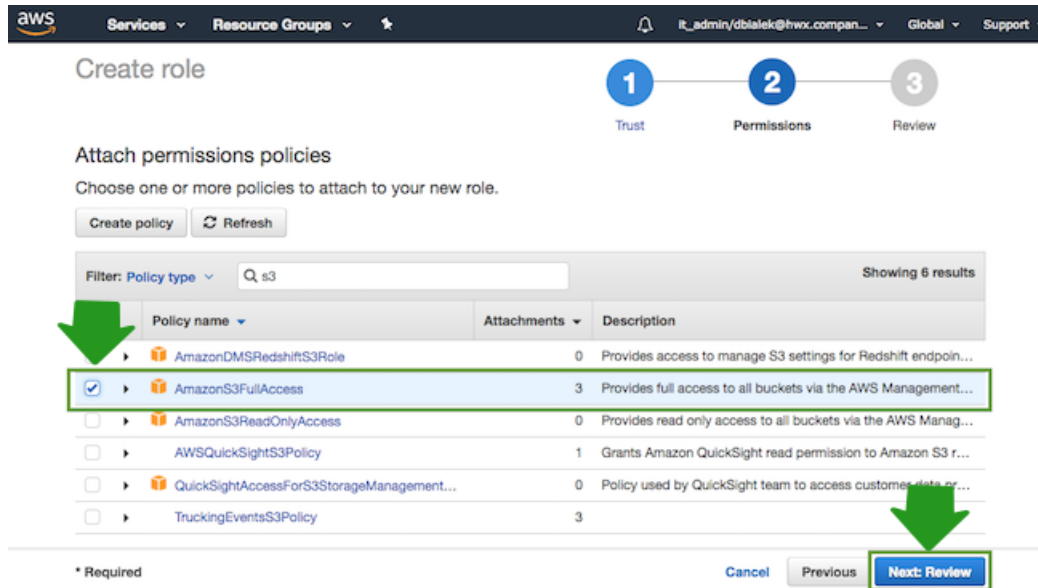 aws Services Resource Groups it_admin/dbialek@hwx.compan... Global Support
Create role
1 2 3
Trust Permissions Review
Attach permissions policies
Choose one or more policies to attach to your new role.
Create policy Refresh
Filter: Policy type s3 Showing 6 results
Policy name Attachments Description
AmazonDMSRedshiftS3Role 0 Provides access to manage S3 settings for Redshift endpoin...
AmazonS3FullAccess 3 Provides full access to all buckets via the AWS Management...
AmazonS3ReadOnlyAccess 0 Provides read only access to all buckets via the AWS Manag...
AWSQuickSightS3Policy 1 Grants Amazon QuickSight read permission to Amazon S3 r...
QuickSightAccessForS3StorageManagement... 0 Policy used by QuickSight team to access customer data pr...
TruckingEventsS3Policy 3
* Required Cancel Previous Next: Review